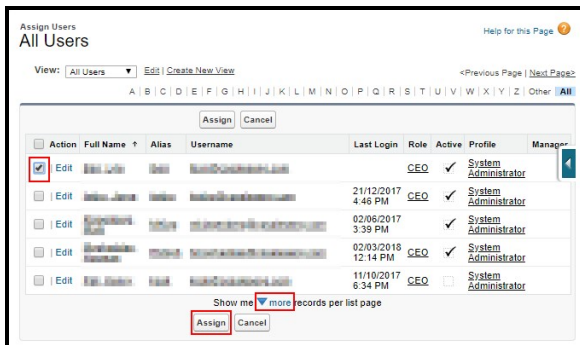 Assign Users
All Users
Help for this Page ?
View: All Users Edit | Create New View
<Previous Page | Next Page>
A | B | C | D | E | F | G | H | I | J | K | L | M | N | O | P | Q | R | S | T | U | V | W | X | Y | Z | Other All
Assign Cancel
Action Full Name ↑ Alias Username Last Login Role Active Profile Manager
| Edit CEO System Administrator
| Edit 21/12/2017 4:46 PM System Administrator
| Edit 02/06/2017 3:39 PM System Administrator
| Edit 02/03/2018 12:14 PM CEO System Administrator
| Edit 11/10/2017 6:34 PM CEO System Administrator
Show me more records per list page
Assign Cancel